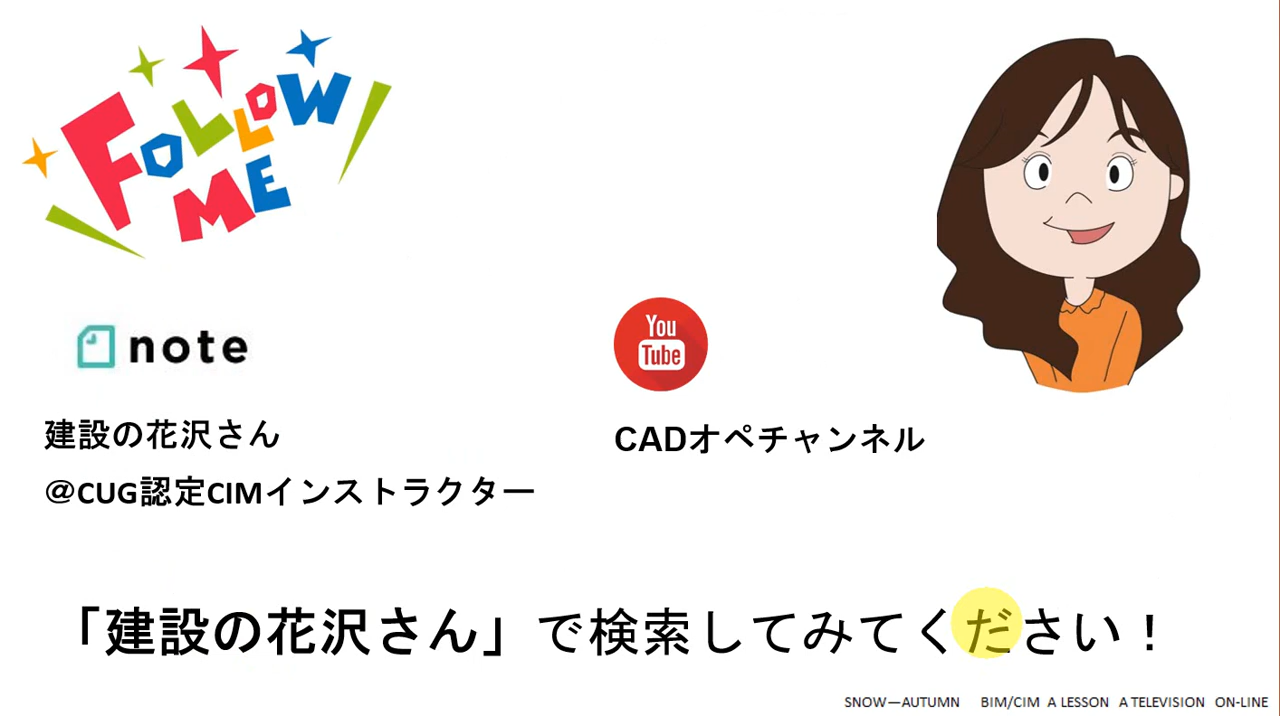 FOLLOW
ME
note
You
Tube
建設の花沢さん
CADオペチャンネル
@CUG認定CIMインストラクター
「建設の花沢さん」で検索してみてください！
SNOW—AUTUMN BIM/CIM A LESSON A TELEVISION ON-LINE